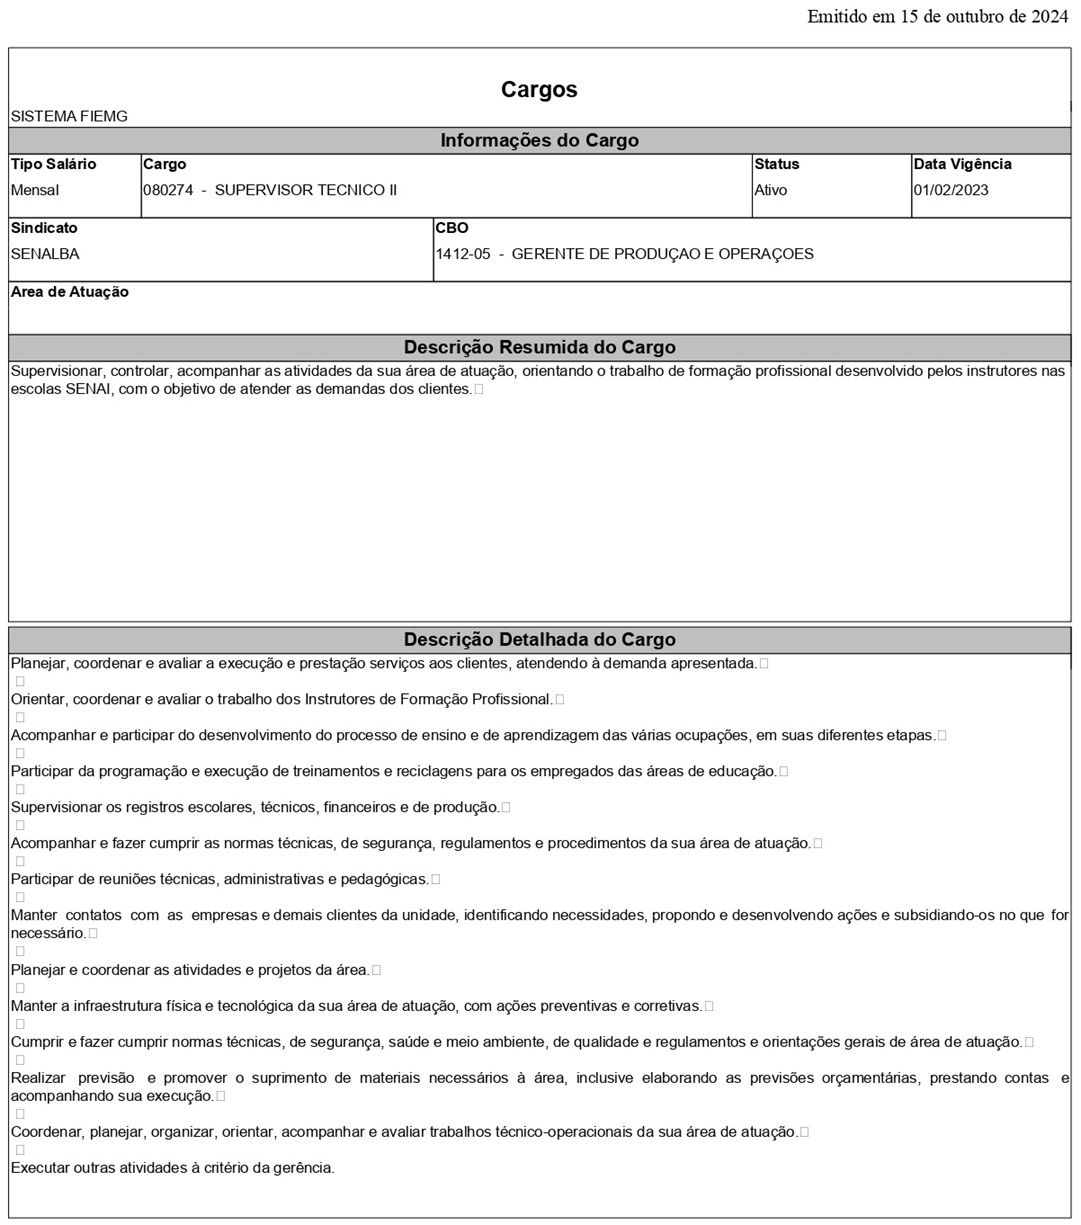 Emitido em 15 de outubro de 2024
Cargos
SISTEMA FIEMG
Informações do Cargo
Tipo Salário Cargo Status Data Vigência
Mensal 080274 - SUPERVISOR TECNICO II Ativo 01/02/2023
Sindicato CBO
SENALBA 1412-05 - GERENTE DE PRODUÇAO E OPERAÇOES
Area de Atuação
Descrição Resumida do Cargo
Supervisionar, controlar, acompanhar as atividades da sua área de atuação, orientando o trabalho de formação profissional desenvolvido pelos instrutores nas
escolas SENAI, com o objetivo de atender as demandas dos clientes.
Descrição Detalhada do Cargo
Planejar, coordenar e avaliar a execução e prestação serviços aos clientes, atendendo à demanda apresentada.
Orientar, coordenar e avaliar o trabalho dos Instrutores de Formação Profissional.
Acompanhar e participar do desenvolvimento do processo de ensino e de aprendizagem das várias ocupações, em suas diferentes etapas.
Participar da programação e execução de treinamentos e reciclagens para os empregados das áreas de educação.
Supervisionar os registros escolares, técnicos, financeiros e de produção.
Acompanhar e fazer cumprir as normas técnicas, de segurança, regulamentos e procedimentos da sua área de atuação.
Participar de reuniões técnicas, administrativas e pedagógicas.
Manter contatos com as empresas e demais clientes da unidade, identificando necessidades, propondo e desenvolvendo ações e subsidiando-os no que for
necessário.
Planejar e coordenar as atividades e projetos da área.
Manter a infraestrutura física e tecnológica da sua área de atuação, com ações preventivas e corretivas.
Cumprir e fazer cumprir normas técnicas, de segurança, saúde e meio ambiente, de qualidade e regulamentos e orientações gerais de área de atuação.
Realizar previsão e promover o suprimento de materiais necessários à área, inclusive elaborando as previsões orçamentárias, prestando contas e
acompanhando sua execução.
Coordenar, planejar, organizar, orientar, acompanhar e avaliar trabalhos técnico-operacionais da sua área de atuação.
Executar outras atividades à critério da gerência.